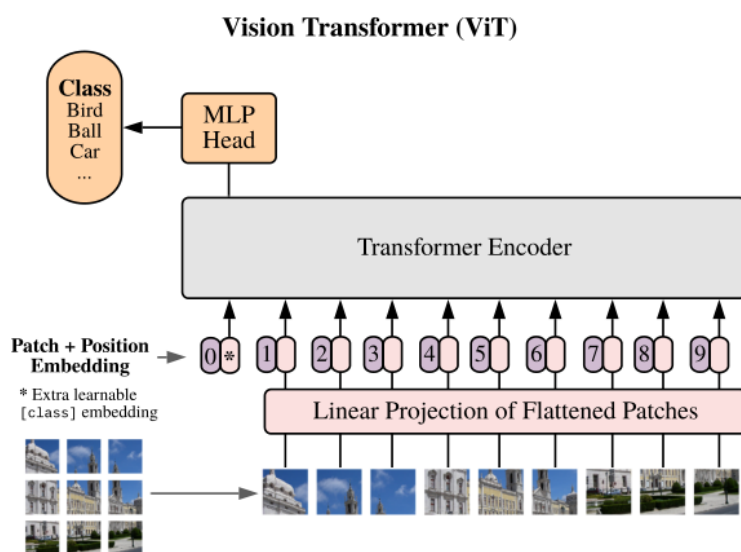 Vision Transformer (ViT)
Class
Bird
Ball
Car
...
MLP
Head
Transformer Encoder
Patch + Position
Embedding
0 * 1 2 3 4 5 6 7 8 9
* Extra learnable
[class] embedding
Linear Projection of Flattened Patches